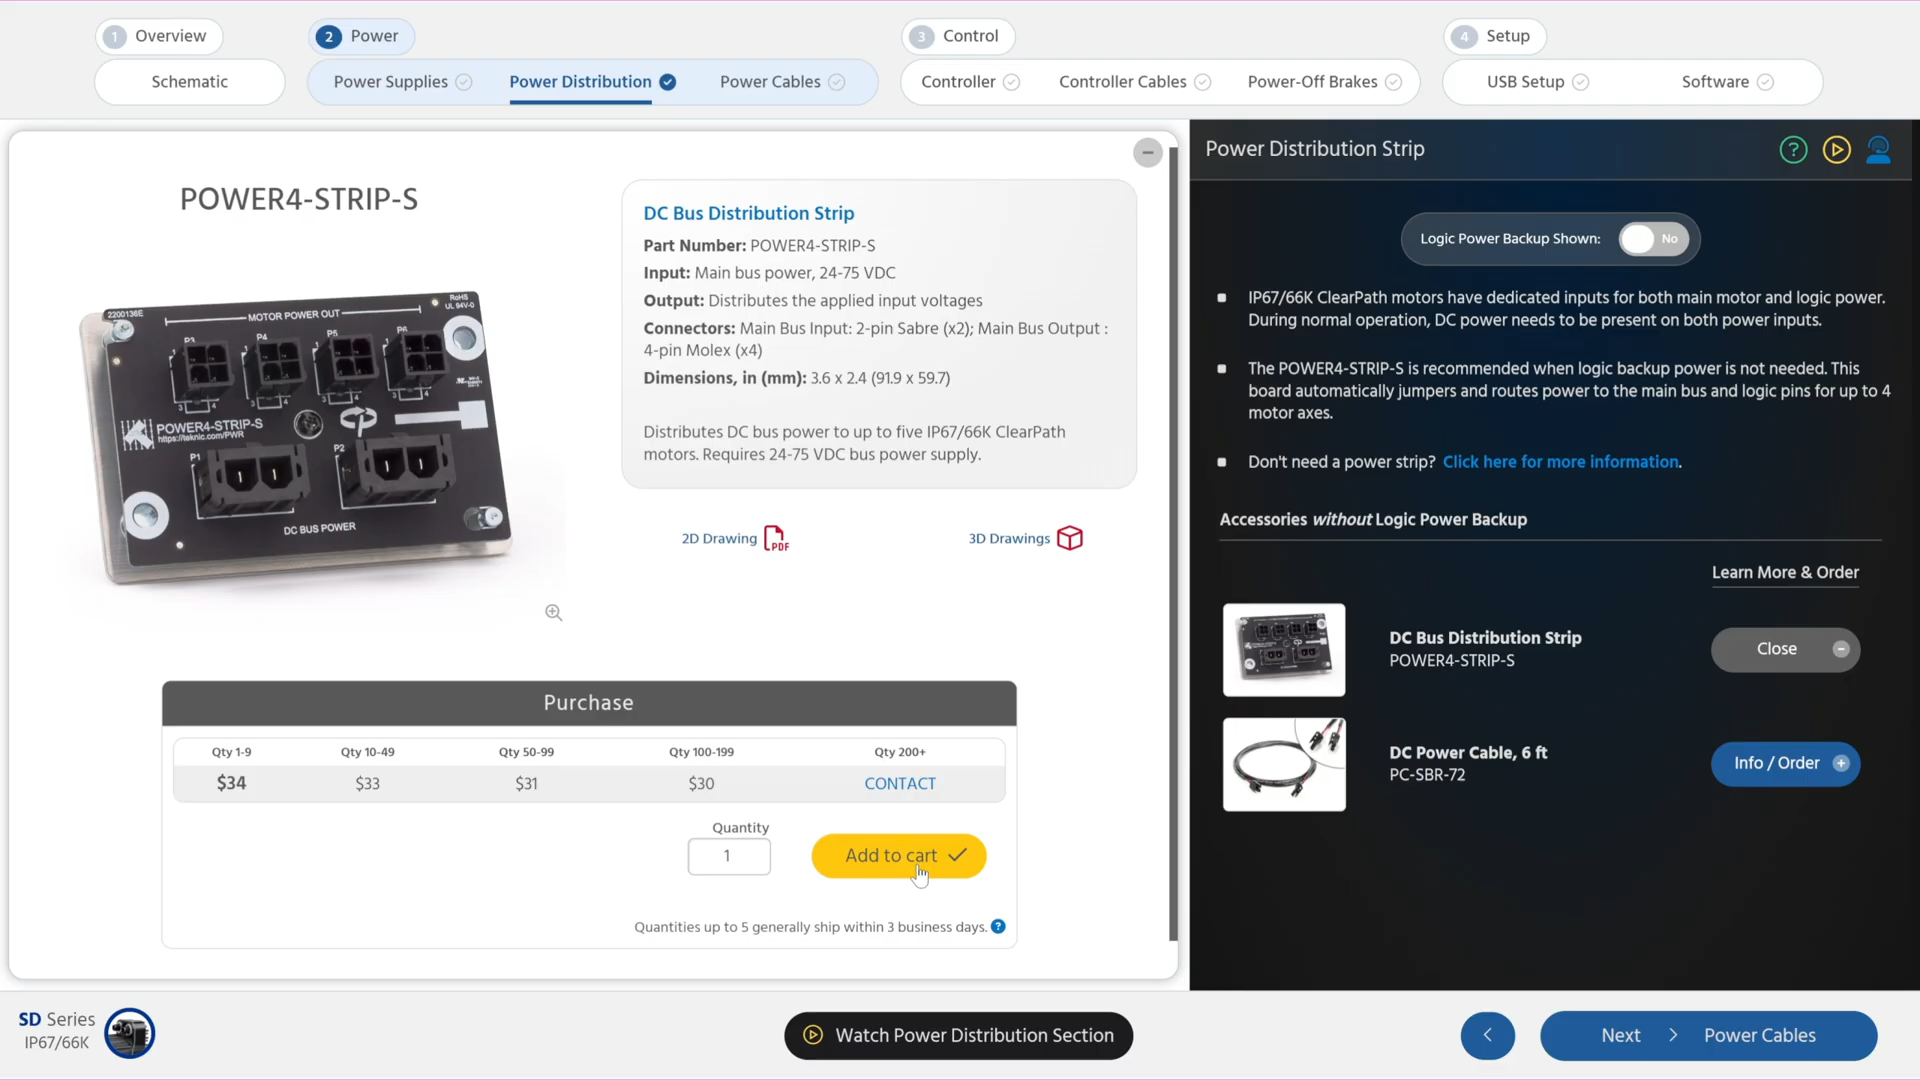 1 Overview
2 Power
3 Control
4 Setup
Schematic
Power Supplies
Power Distribution
Power Cables
Controller
Controller Cables
Power-Off Brakes
USB Setup
Software
POWER4-STRIP-S
2200136E
MOTOR POWER OUT
RoHS
UL 94V-0
P3
P4
P5
P6
POWER4-STRIP-S
https://teknic.com/PWR
P1
P2
DC BUS POWER
DC Bus Distribution Strip
Part Number: POWER4-STRIP-S
Input: Main bus power, 24-75 VDC
Output: Distributes the applied input voltages
Connectors: Main Bus Input: 2-pin Sabre (x2); Main Bus Output :
4-pin Molex (x4)
Dimensions, in (mm): 3.6 x 2.4 (91.9 x 59.7)
Distributes DC bus power to up to five IP67/66K ClearPath
motors. Requires 24-75 VDC bus power supply.
2D Drawing PDF
3D Drawings
Purchase
Qty 1-9 Qty 10-49 Qty 50-99 Qty 100-199 Qty 200+
$34 $33 $31 $30 CONTACT
Quantity
1
Add to cart
Quantities up to 5 generally ship within 3 business days. ?
Power Distribution Strip
?
Logic Power Backup Shown: No
IP67/66K ClearPath motors have dedicated inputs for both main motor and logic power.
During normal operation, DC power needs to be present on both power inputs.
The POWER4-STRIP-S is recommended when logic backup power is not needed. This
board automatically jumpers and routes power to the main bus and logic pins for up to 4
motor axes.
Don't need a power strip? Click here for more information.
Accessories without Logic Power Backup
Learn More & Order
DC Bus Distribution Strip
POWER4-STRIP-S
Close
DC Power Cable, 6 ft
PC-SBR-72
Info / Order
SD Series
IP67/66K
Watch Power Distribution Section
Next > Power Cables